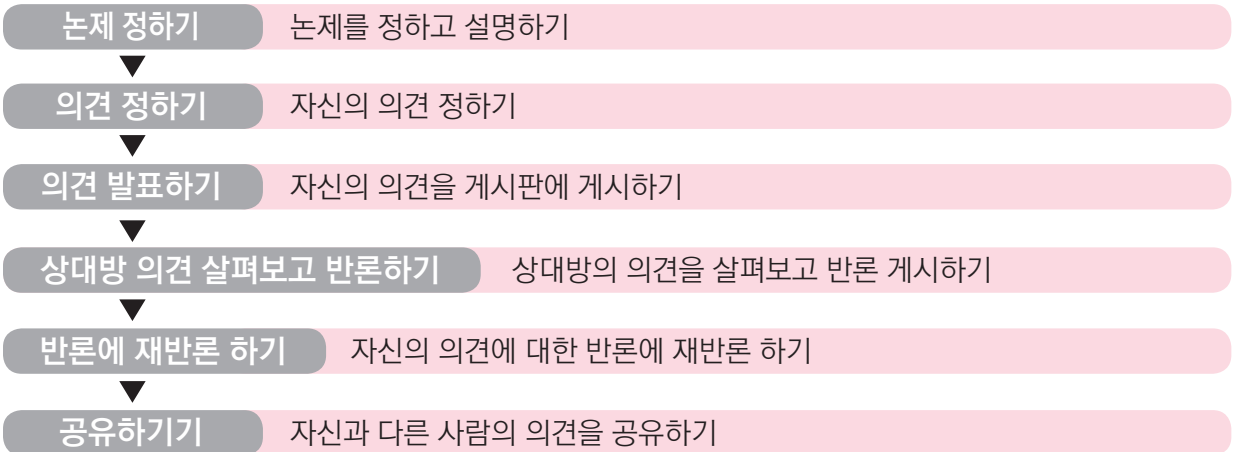 논제 정하기 논제를 정하고 설명하기
의견 정하기 자신의 의견 정하기
의견 발표하기 자신의 의견을 게시판에 게시하기
상대방 의견 살펴보고 반론하기 상대방의 의견을 살펴보고 반론 게시하기
반론에 재반론 하기 자신의 의견에 대한 반론에 재반론 하기
공유하기기 자신과 다른 사람의 의견을 공유하기